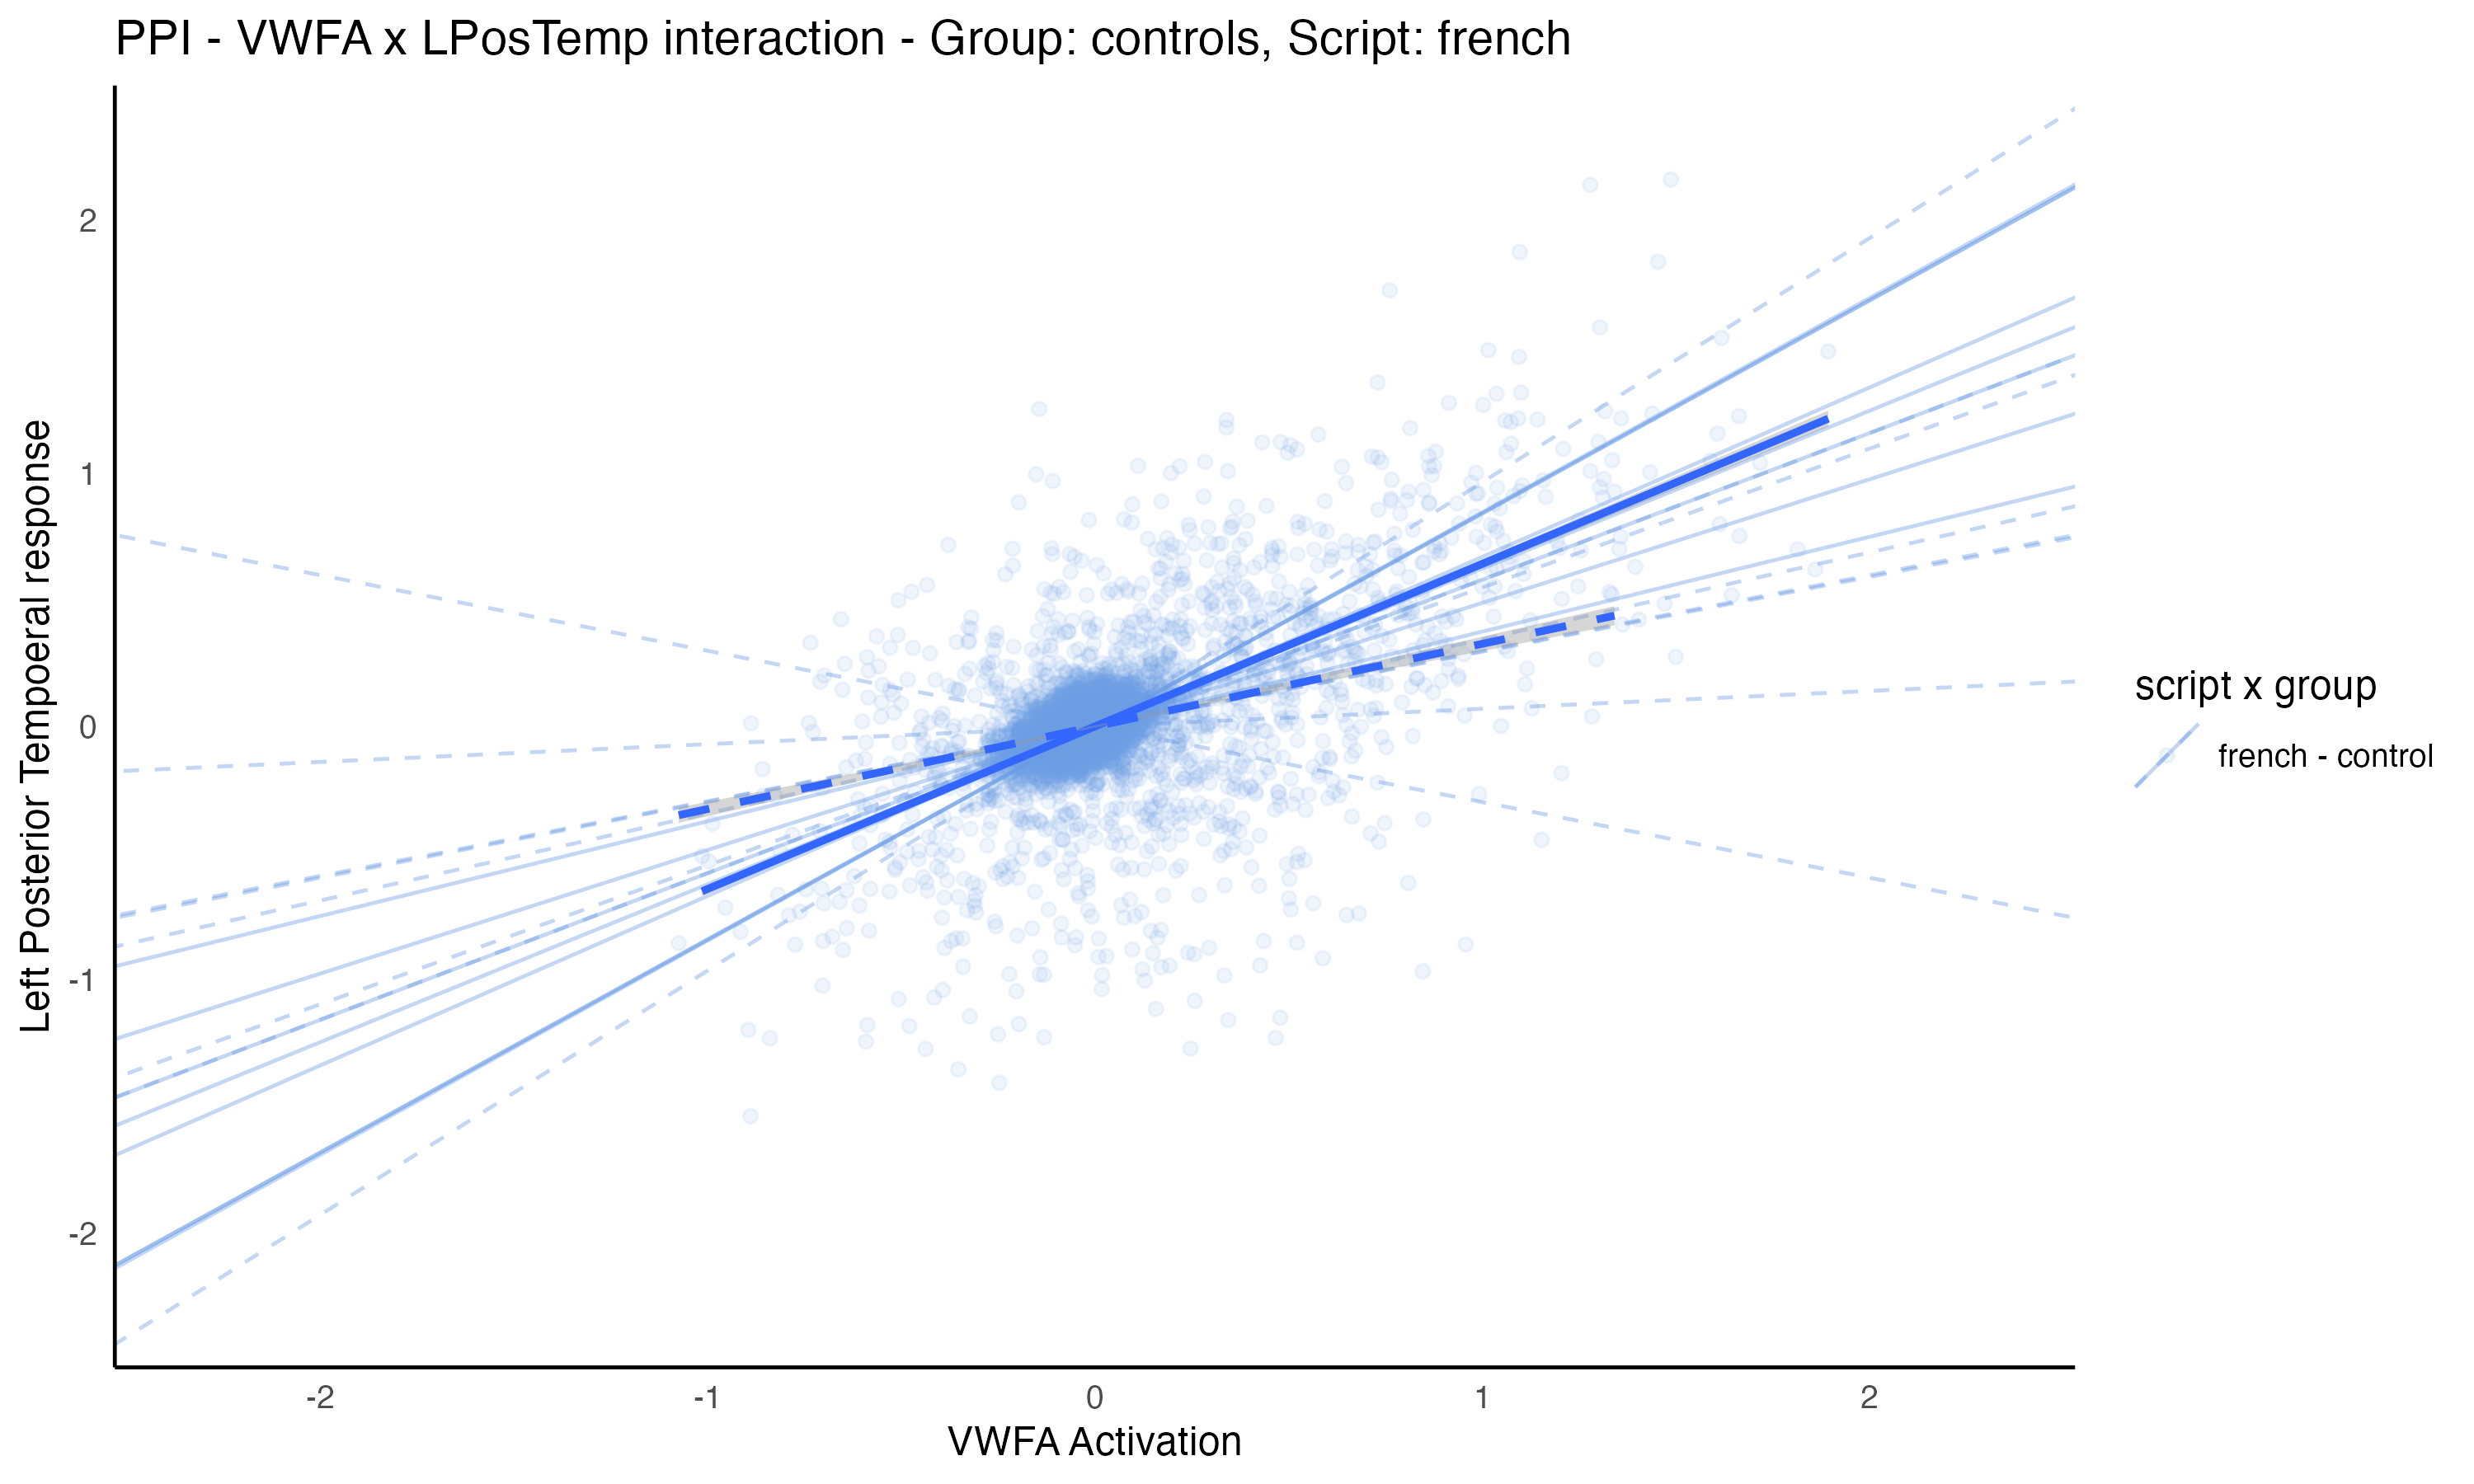 PPI - VWFA x LPosTemp interaction - Group: controls, Script: french
Left Posterior Temporeral response
2
1
0
-1
-2
-2
-1
0
1
2
VWFA Activation
script x group
french - control